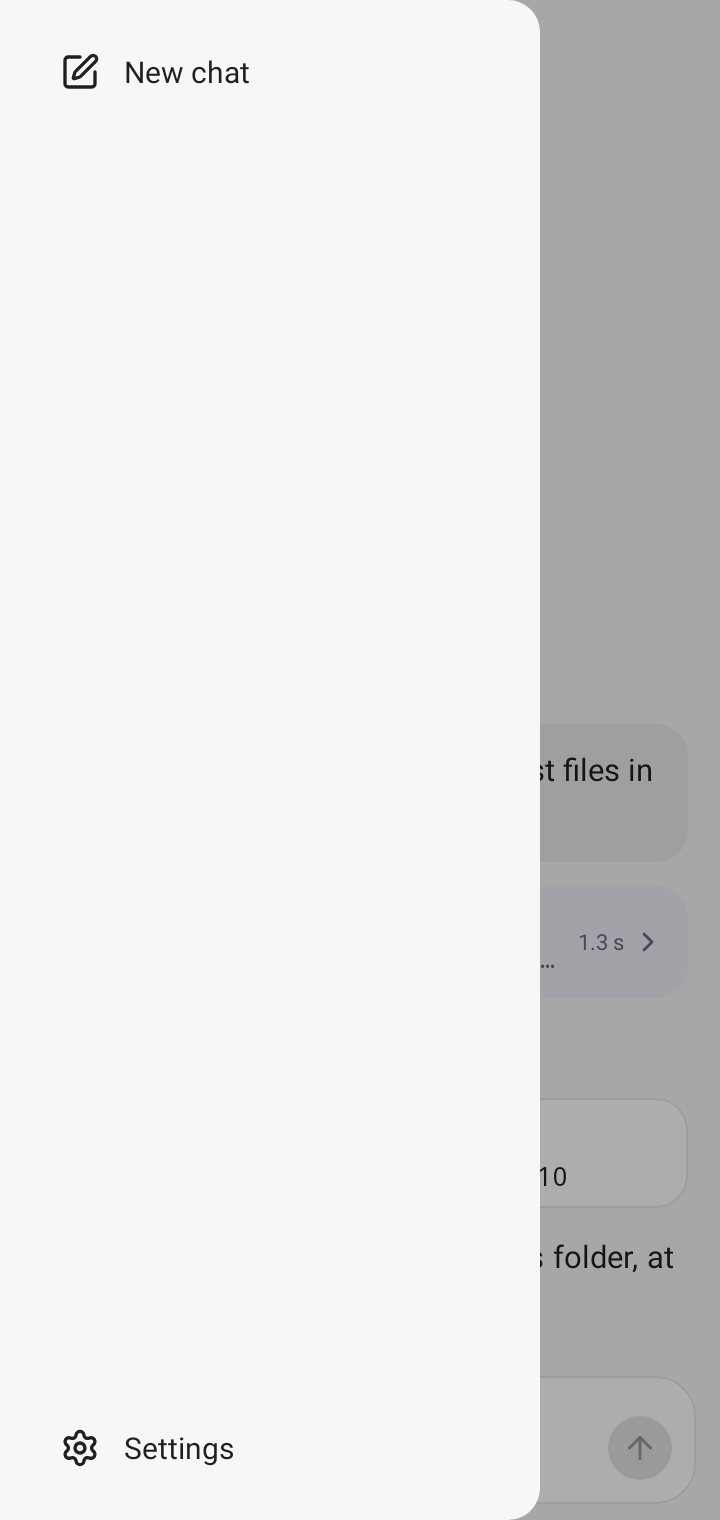 New chat
st files in
1.3 s
…
10
s folder, at
Settings